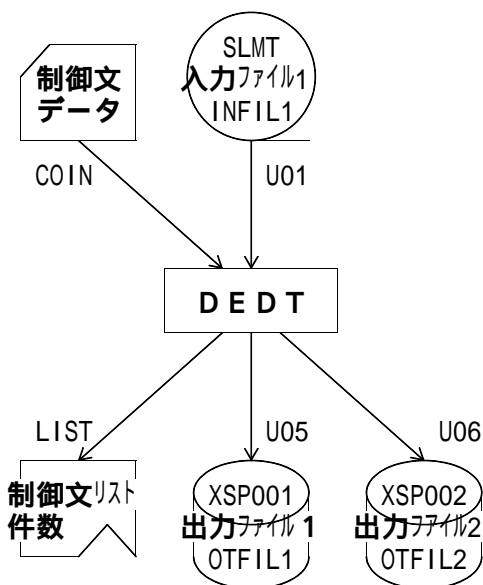 制御文
データ
SLMT
入力ファイル1
INFIL1
COIN
U01
DEDT
LIST
U05
U06
制御文リスト
件数
XSP001
出力ファイル1
OTFIL1
XSP002
出力ファイル2
OTFIL2